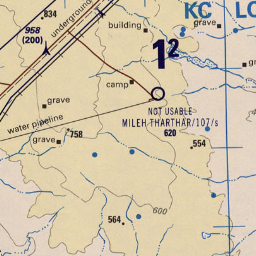 834
building
KC LO
grave
958
(200)
underground
1²
gra
camp
grave
NOT USABLE
MILEH THARTHAR/107/s
620
water pipeline
758
grave
554
600
564